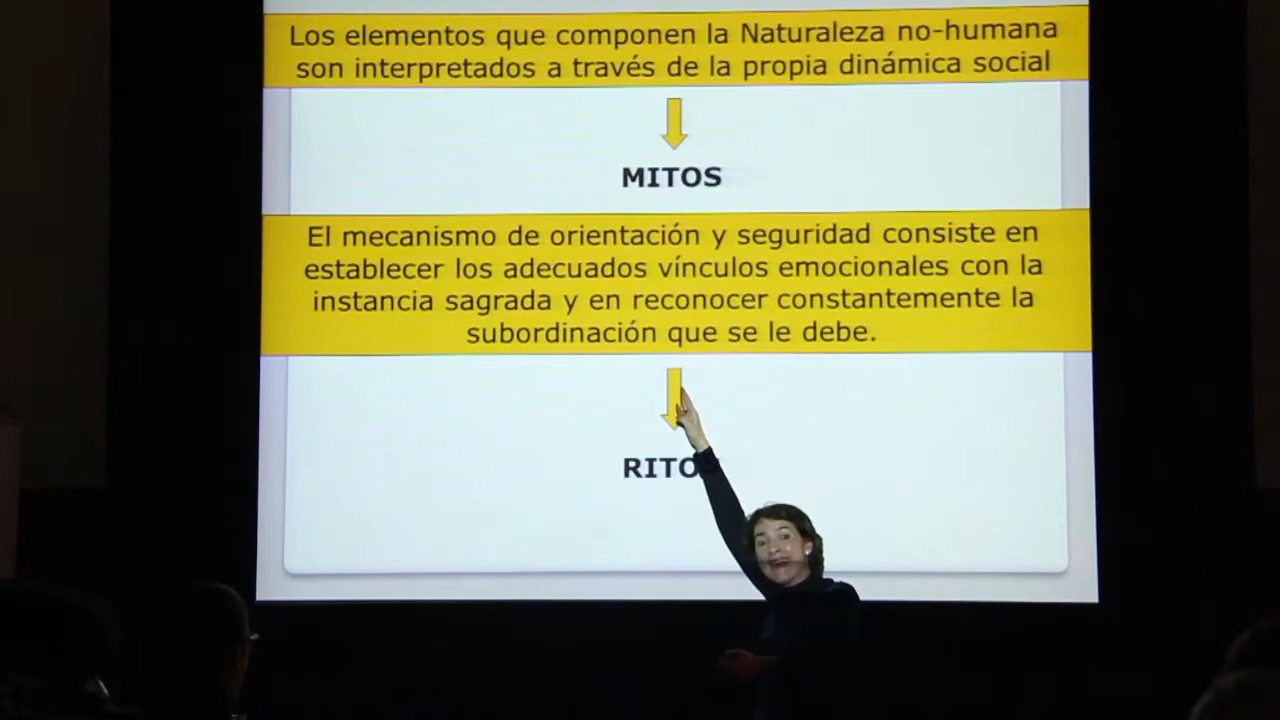 Los elementos que componen la Naturaleza no-humana
son interpretados a través de la propia dinámica social
MITOS
El mecanismo de orientación y seguridad consiste en
establecer los adecuados vínculos emocionales con la
instancia sagrada y en reconocer constantemente la
subordinación que se le debe.
RITOS